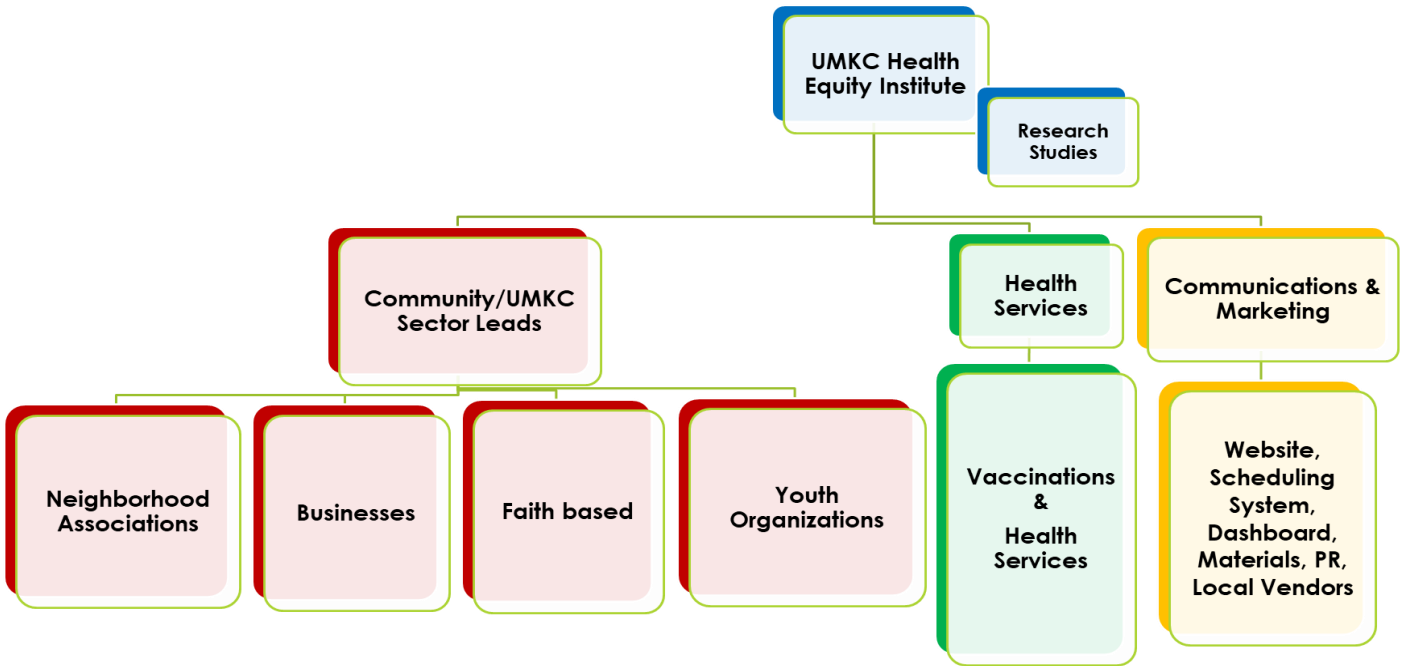 UMKC Health
Equity Institute
Research
Studies
Community/UMKC
Sector Leads
Health
Services
Communications &
Marketing
Neighborhood
Associations
Businesses
Faith based
Youth
Organizations
Vaccinations
&
Health
Services
Website,
Scheduling
System,
Dashboard,
Materials, PR,
Local Vendors